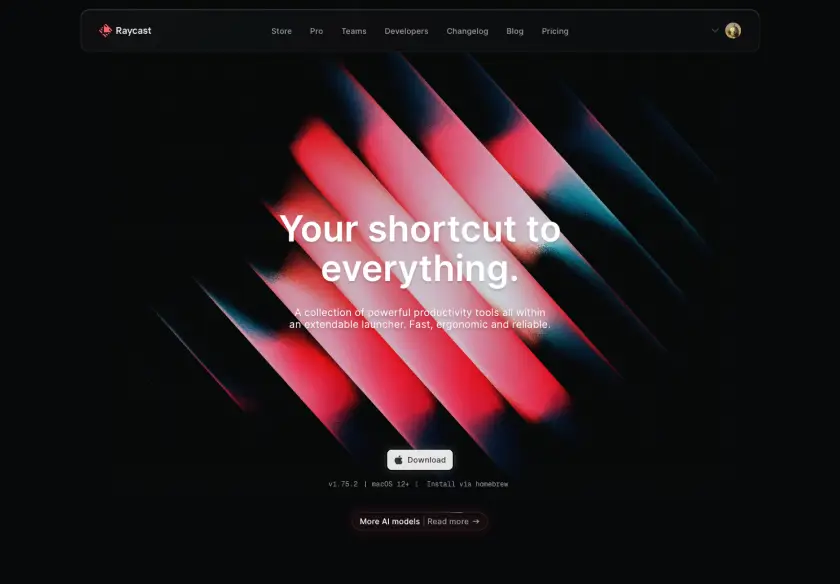 Raycast
Store Pro Teams Developers Changelog Blog Pricing
Your shortcut to
everything.
A collection of powerful productivity tools all within
an extendable launcher. Fast, ergonomic and reliable.
Download
v1.75.2 | macOS 12+ | Install via homebrew
More AI models | Read more →